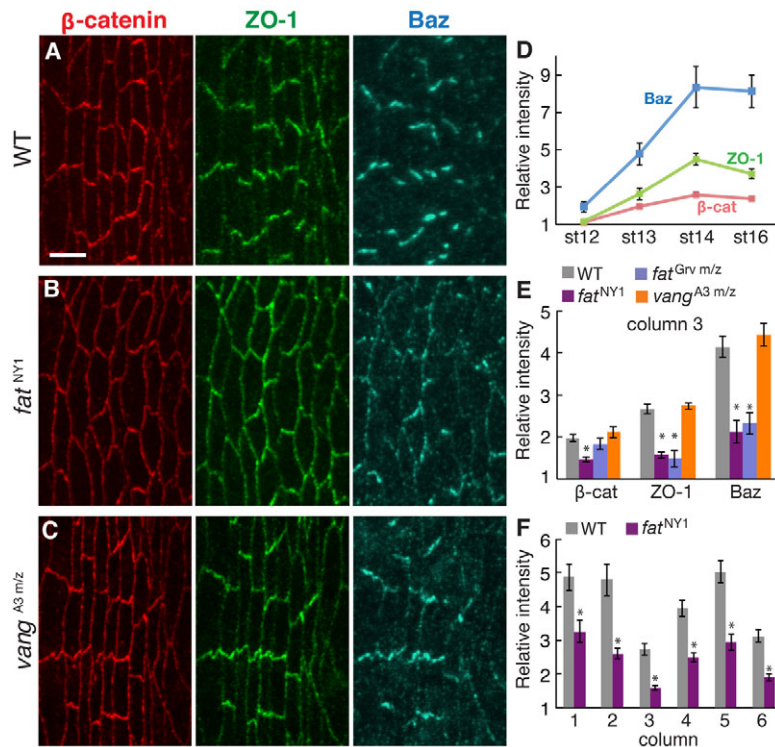 β-catenin ZO-1 Baz
A
WT
B
fat NY1
C
vang A3 m/z
D
Relative intensity
9
7
5
3
1
Baz
ZO-1
β-cat
st12 st13 st14 st16
WT fat Grv m/z
fat NY1 vang A3 m/z
E
column 3
Relative intensity
5
4
3
2
1
*
* *
* *
β-cat ZO-1 Baz
F
WT fat NY1
Relative intensity
6
5
4
3
2
1
* * * * * *
1 2 3 4 5 6
column